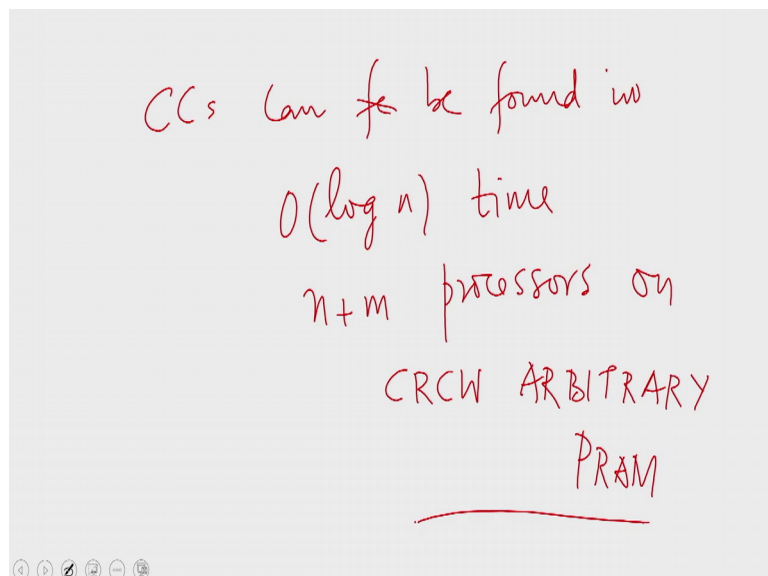 CCs can be found in
O(log n) time
n+m processors on
CRCW ARBITRARY
PRAM